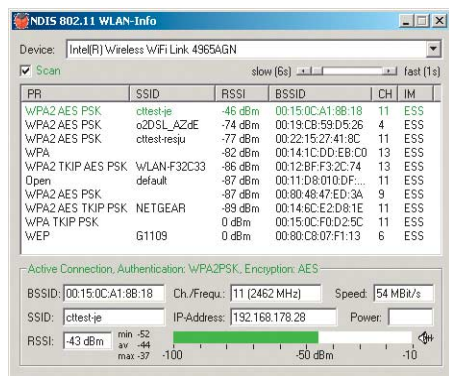 NDIS 802.11 WLAN-Info
Device: Intel(R) Wireless WiFi Link 4965AGN
Scan slow (6s) fast (1s)
PR SSID RSSI BSSID CH IM
WPA2 AES PSK cttest-je -46 dBm 00:15:0C:A1:8B:18 11 ESS
WPA2 AES PSK o2DSL_AZdE -74 dBm 00:19:CB:59:D5:26 4 ESS
WPA2 AES PSK cttest-resju -77 dBm 00:22:15:27:41:8C 11 ESS
WPA -82 dBm 00:14:1C:DD:EB:C0 13 ESS
WPA2 TKIP AES PSK WLAN-F32C33 -86 dBm 00:12:BF:F3:2C:74 13 ESS
Open default -87 dBm 00:11:D8:010:DF:... 11 ESS
WPA2 AES PSK -87 dBm 00:80:48:47:ED:3A 9 ESS
WPA2 AES TKIP PSK NETGEAR -89 dBm 00:14:6C:E2:D8:1E 11 ESS
WPA TKIP PSK 0 dBm 00:15:0C:F0:D2:5C 11 ESS
WEP G1109 0 dBm 00:80:C8:07:F1:13 6 ESS
Active Connection, Authentication: WPA2PSK, Encryption: AES
BSSID: 00:15:0C:A1:8B:18 Ch./Frequ.: 11 (2462 MHz) Speed: 54 MBit/s
SSID: cttest-je IP-Address: 192.168.178.28 Power:
RSSI: -43 dBm min -52
av -44
max -37 -100 -50 dBm -10